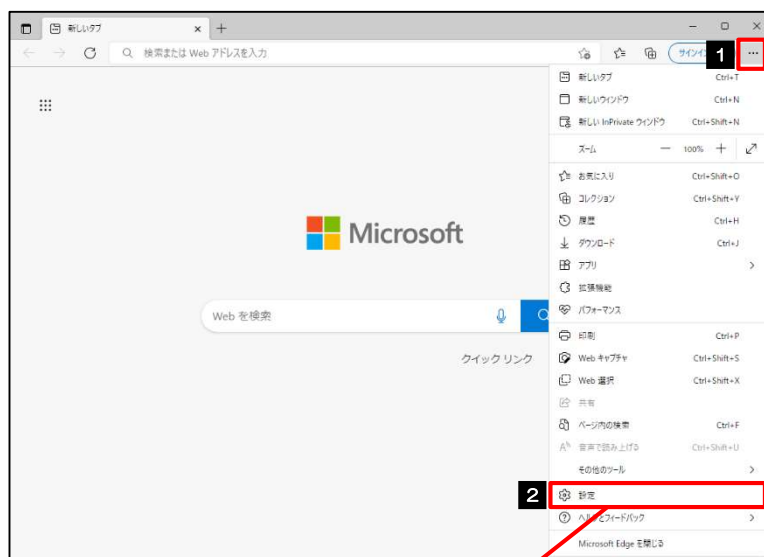 新しいタブ
検索または Web アドレスを入力
1
新しいタブ Ctrl+T
新しいウィンドウ Ctrl+N
新しい InPrivate ウィンドウ Ctrl+Shift+N
ズーム 100%
お気に入り Ctrl+Shift+O
コレクション Ctrl+Shift+Y
履歴 Ctrl+H
ダウンロード Ctrl+J
アプリ
拡張機能
パフォーマンス
Microsoft
Web を検索
クイック リンク
印刷 Ctrl+P
Web キャプチャ Ctrl+Shift+S
Web 選択 Ctrl+Shift+X
共有
ページ内の検索 Ctrl+F
音声で読み上げる Ctrl+Shift+U
その他のツール
2 設定
ヘルプとフィードバック
Microsoft Edge を閉じる